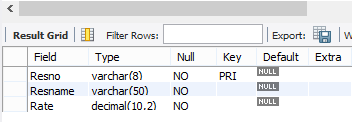 Result Grid Filter Rows: Export: W
Field Type Null Key Default Extra
Resno varchar(8) NO PRI NULL
Resname varchar(50) NO NULL
Rate decimal(10,2) NO NULL